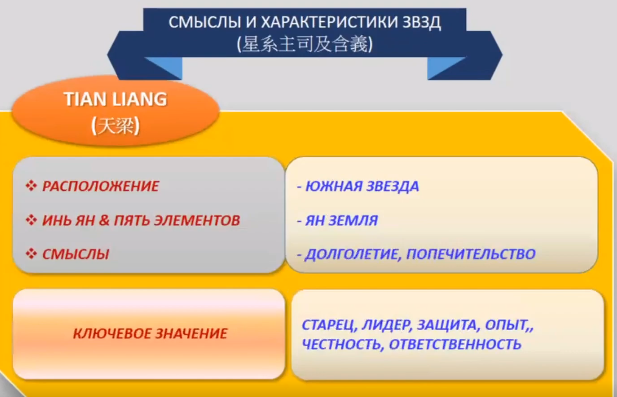 СМЫСЛЫ И ХАРАКТЕРИСТИКИ ЗВЗД
(星系主司及含義)
TIAN LIANG
(天梁)
❖ РАСПОЛОЖЕНИЕ
- ЮЖНАЯ ЗВЕЗДА
❖ ИНЬ ЯН & ПЯТЬ ЭЛЕМЕНТОВ
- ЯН ЗЕМЛЯ
❖ СМЫСЛЫ
- ДОЛГОЛЕТИЕ, ПОПЕЧИТЕЛЬСТВО
КЛЮЧЕВОЕ ЗНАЧЕНИЕ
СТАРЕЦ, ЛИДЕР, ЗАЩИТА, ОПЫТ,,
ЧЕСТНОСТЬ, ОТВЕТСТВЕННОСТЬ